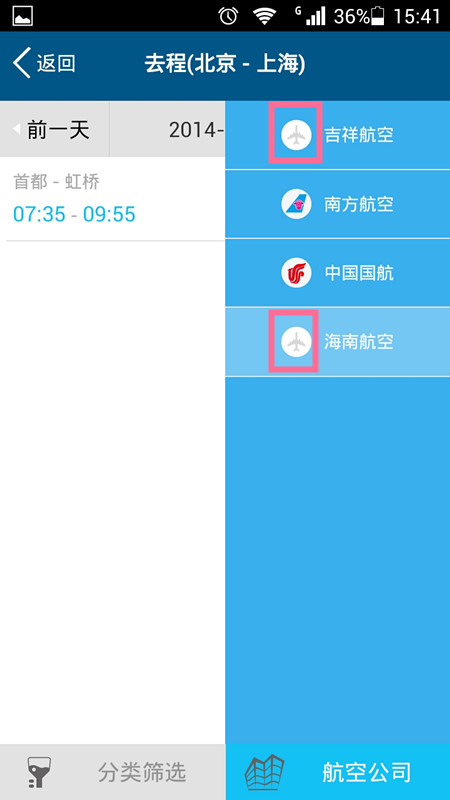 G 36% 15:41
返回 去程(北京 - 上海)
前一天 2014-
首都 - 虹桥
07:35 - 09:55
吉祥航空
南方航空
中国国航
海南航空
分类筛选 航空公司